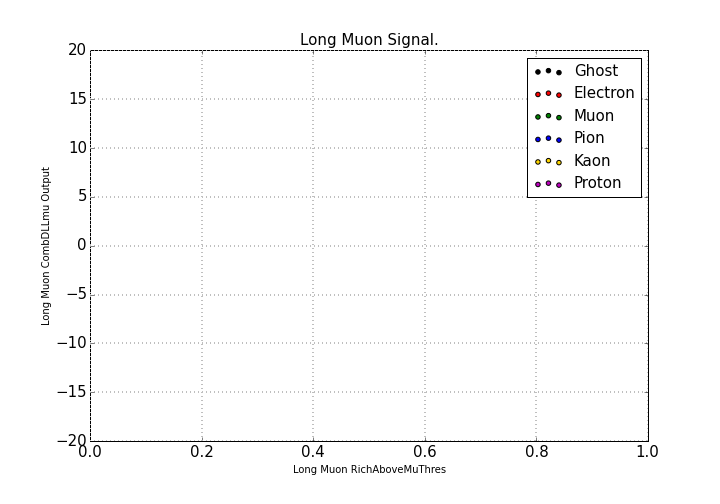 Long Muon Signal.
20
15
10
5
0
−5
−10
−15
−20
Long Muon CombDLLmu Output
Ghost
Electron
Muon
Pion
Kaon
Proton
0.0 0.2 0.4 0.6 0.8 1.0
Long Muon RichAboveMuThres